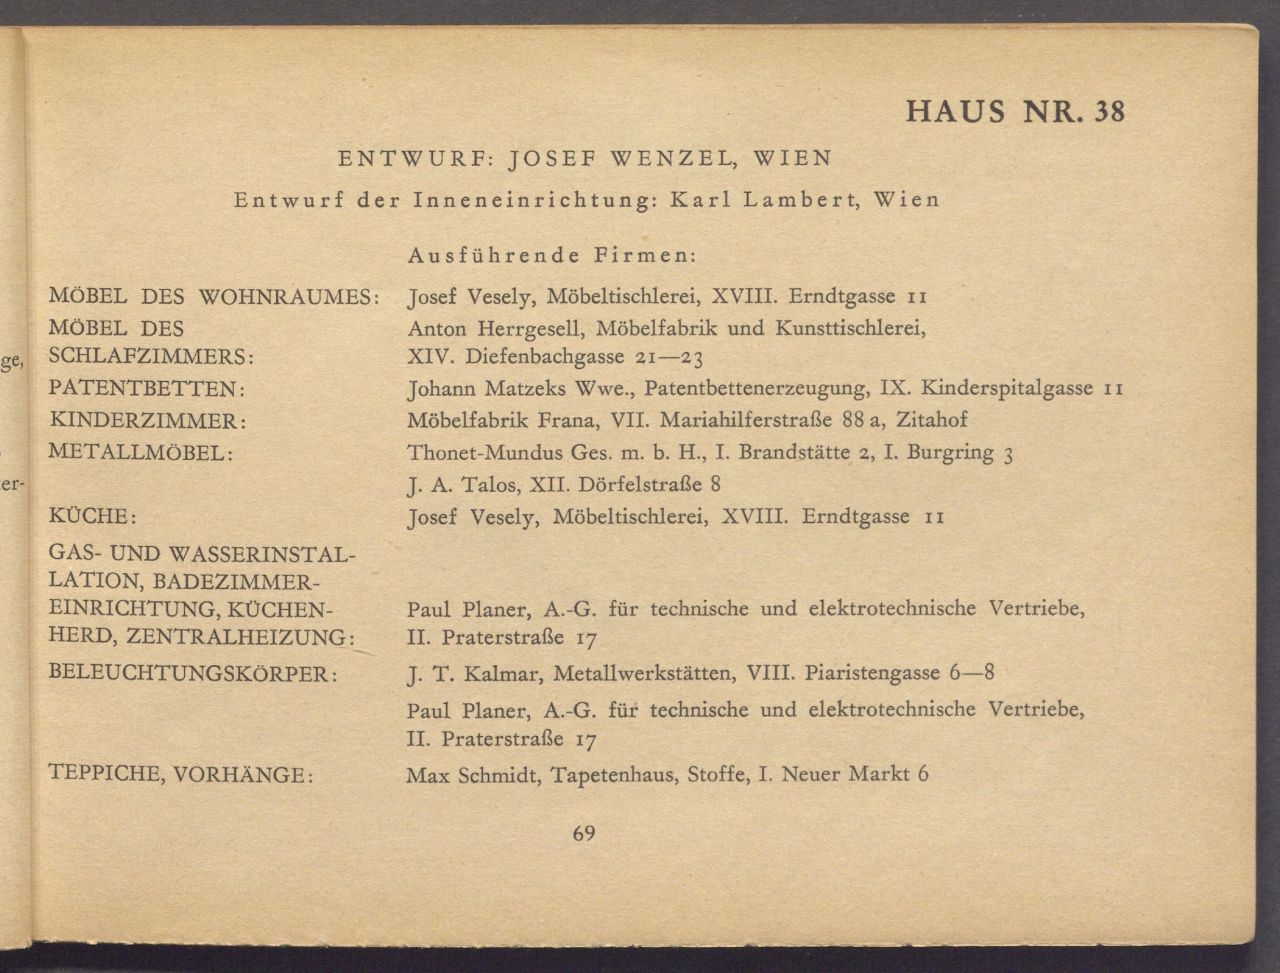 HAUS NR. 38
ENTWURF: JOSEF WENZEL, WIEN
Entwurf der Inneneinrichtung: Karl Lambert, Wien
Ausführende Firmen:
MÖBEL DES WOHNRAUMES: Josef Vesely, Möbeltischlerei, XVIII. Erndtgasse 11
MÖBEL DES Anton Herrgesell, Möbelfabrik und Kunsttischlerei,
SCHLAFZIMMERS: XIV. Diefenbachgasse 21—23
PATENTBETTEN: Johann Matzeks Wwe., Patentbettenerzeugung, IX. Kinderspitalgasse 11
KINDERZIMMER: Möbelfabrik Frana, VII. Mariahilferstraße 88 a, Zitahof
METALLMÖBEL: Thonet-Mundus Ges. m. b. H., I. Brandstätte 2, I. Burgring 3
J. A. Talos, XII. Dörfelstraße 8
KÜCHE: Josef Vesely, Möbeltischlerei, XVIII. Erndtgasse 11
GAS- UND WASSERINSTAL-
LATION, BADEZIMMER-
EINRICHTUNG, KÜCHEN- Paul Planer, A.-G. für technische und elektrotechnische Vertriebe,
HERD, ZENTRALHEIZUNG: II. Praterstraße 17
BELEUCHTUNGSKÖRPER: J. T. Kalmar, Metallwerkstätten, VIII. Piaristengasse 6—8
Paul Planer, A.-G. für technische und elektrotechnische Vertriebe,
II. Praterstraße 17
TEPPICHE, VORHÄNGE: Max Schmidt, Tapetenhaus, Stoffe, I. Neuer Markt 6
69
ge,
er-